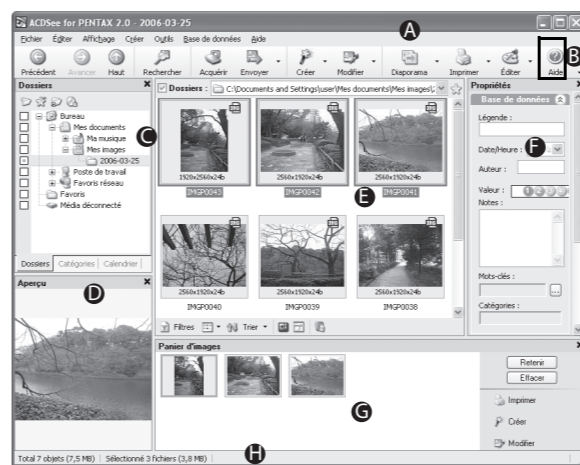 ACDSee for PENTAX 2.0 - 2006-03-25
Fichier Éditer Affichage Créer Outils Base de données Aide
A
B
Précédent Avancer Haut Rechercher Acquérir Envoyer Créer Modifier Diaporama Imprimer Éditer Aide
Dossiers
Bureau
Mes documents
Ma musique
Mes images
2006-03-25
Poste de travail
Favoris réseau
Favoris
Média déconnecté
C
Dossiers Catégories Calendrier
Aperçu
D
Dossiers : C:\Documents and Settings\user\Mes documents\Mes images\
1920x2560x24b 2560x1920x24b 2560x1920x24b
IMGP0043 IMGP0042 IMGP0041
E
2560x1920x24b 2560x1920x24b 2560x1920x24b
IMGP0040 IMGP0039 IMGP0038
Filtres Trier
Propriétés
Base de données
Légende :
Date/Heure :
F
Auteur :
Valeur : 1 2 3
Notes :
Mots-clés :
...
Catégories :
Panier d'images
G
Retenir
Effacer
Imprimer
Créer
Modifier
Total 7 objets (7,5 MB) Sélectionné 3 fichiers (3,8 MB)
H